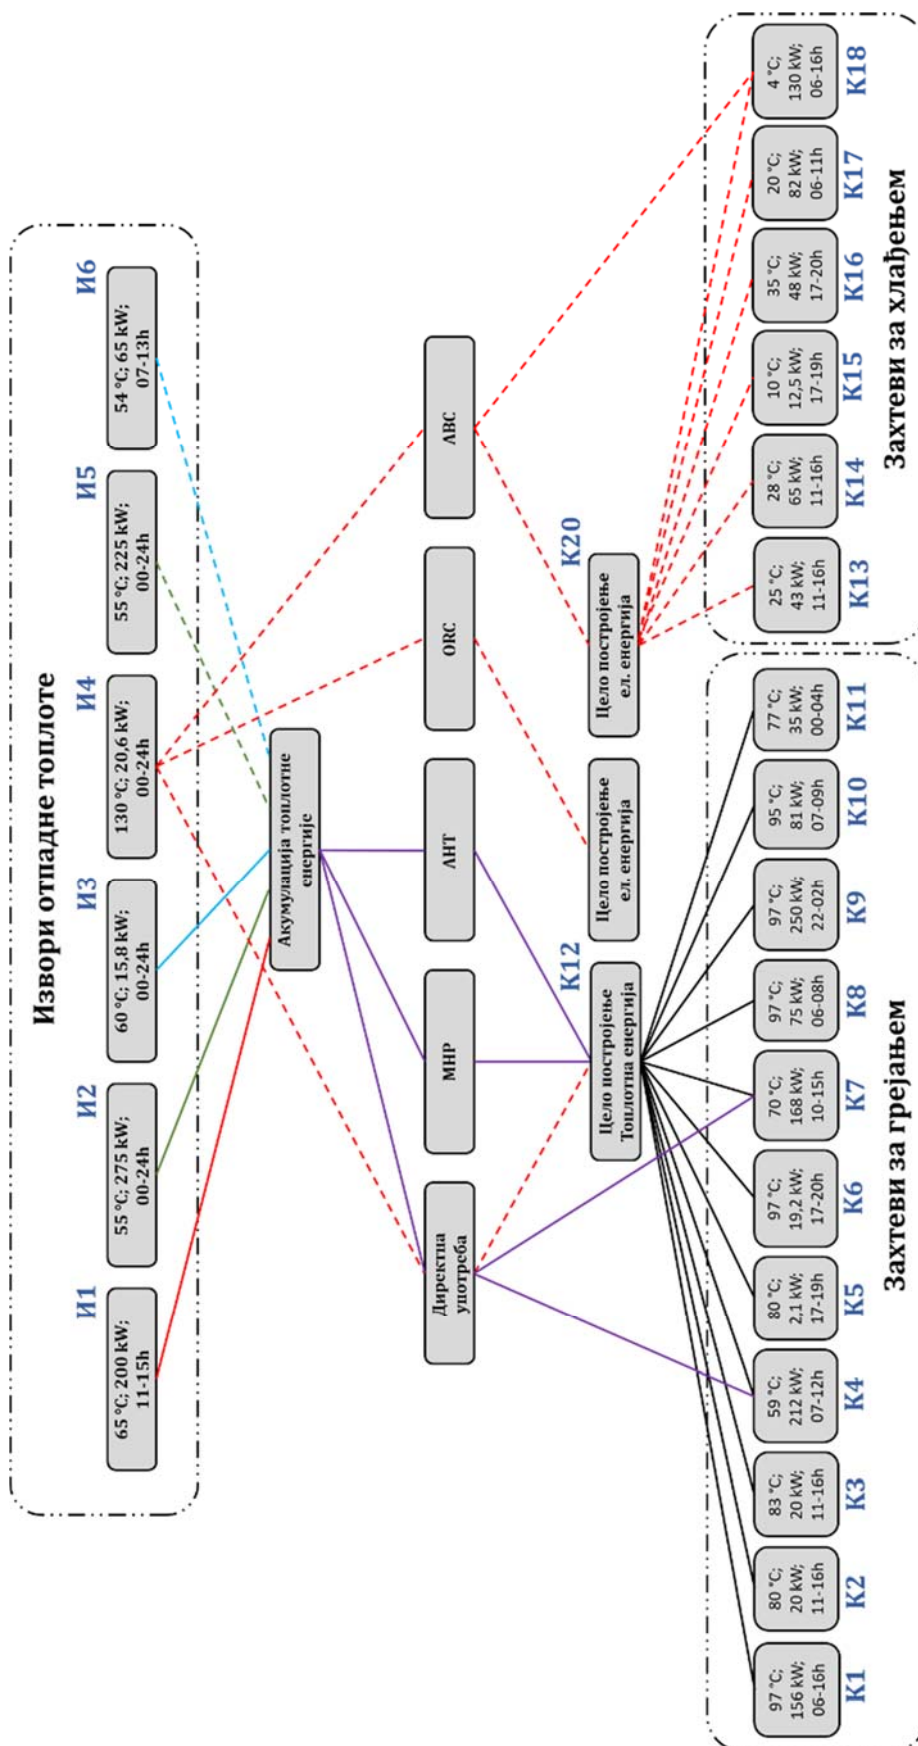 Извори отпадне топлоте
И1
И2
И3
И4
И5
И6
65 °C; 200 kW;
11-15h
55 °C; 275 kW;
00-24h
60 °C; 15,8 kW;
00-24h
130 °C; 20,6 kW;
00-24h
55 °C; 225 kW;
00-24h
54 °C; 65 kW;
07-13h
Акумулација топлотне
енергије
Директна
употреба
МНР
АНТ
ORC
АВС
К12
К20
Цело постројење
Топлотна енергија
Цело постројење
ел. енергија
Цело постројење
ел. енергија
97 °C;
156 kW;
06-16h
80 °C;
20 kW;
11-16h
83 °C;
20 kW;
11-16h
59 °C;
212 kW;
07-12h
80 °C;
2,1 kW;
17-19h
97 °C;
19,2 kW;
17-20h
70 °C;
168 kW;
10-15h
97 °C;
75 kW;
06-08h
97 °C;
250 kW;
22-02h
95 °C;
81 kW;
07-09h
77 °C;
35 kW;
00-04h
25 °C;
43 kW;
11-16h
28 °C;
65 kW;
11-16h
10 °C;
12,5 kW;
17-19h
35 °C;
48 kW;
17-20h
20 °C;
82 kW;
06-11h
4 °C;
130 kW;
06-16h
К1
К2
К3
К4
К5
К6
К7
К8
К9
К10
К11
К13
К14
К15
К16
К17
К18
Захтеви за грејањем
Захтеви за хлађењем